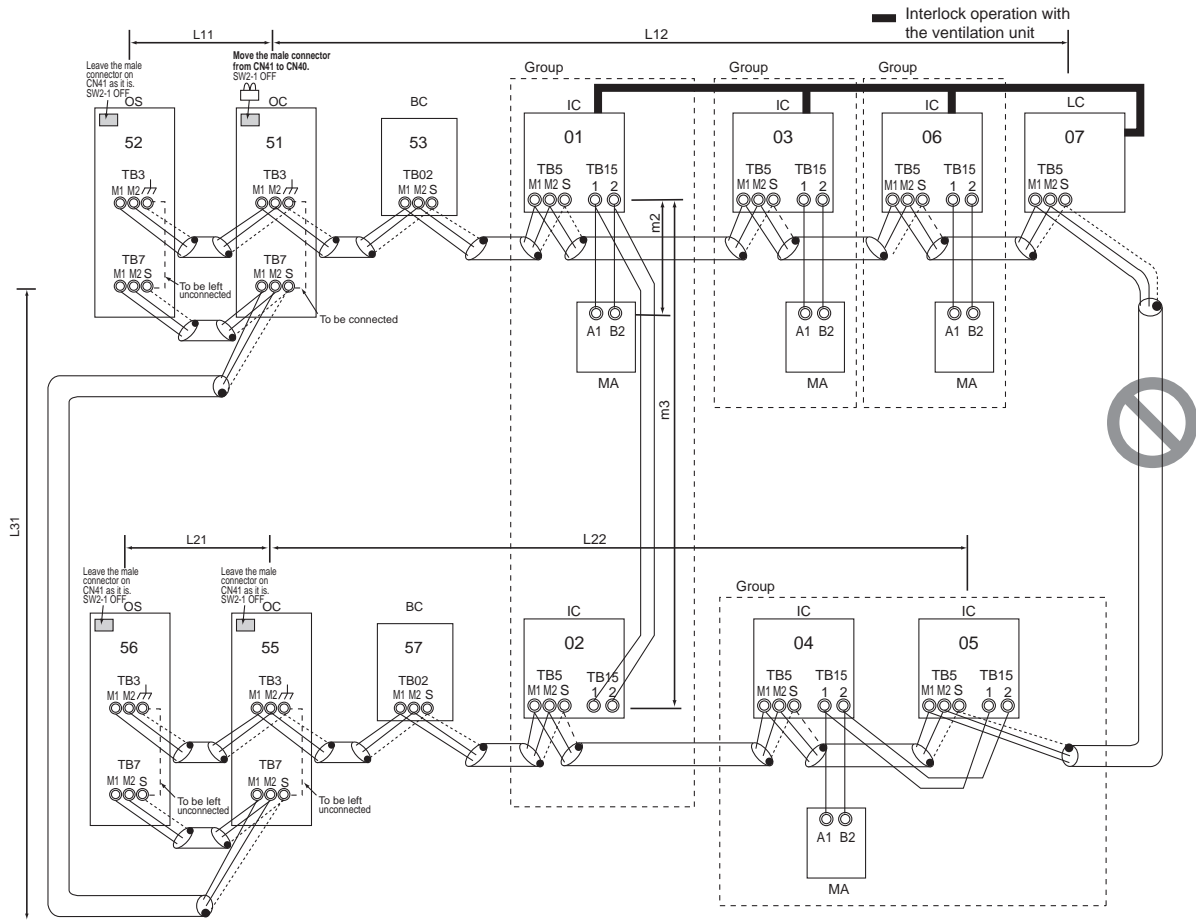 Interlock operation with
the ventilation unit
L11
L12
Leave the male
connector on
CN41 as it is.
SW2-1 OFF
Move the male connector
from CN41 to CN40.
SW2-1 OFF
Group
Group
Group
OS
OC
BC
IC
IC
IC
LC
52
51
53
01
03
06
07
TB3
TB3
TB02
TB5
TB15
TB5
TB15
TB5
TB15
TB5
M1 M2
M1 M2
M1 M2 S
M1 M2 S
1 2
M1 M2 S
1 2
M1 M2 S
1 2
M1 M2 S
m2
TB7
TB7
M1 M2 S
M1 M2 S
To be left
unconnected
To be connected
A1 B2
A1 B2
A1 B2
MA
MA
MA
m3
L31
L21
L22
Leave the male
connector on
CN41 as it is.
SW2-1 OFF
Leave the male
connector on
CN41 as it is.
SW2-1 OFF
Group
OS
OC
BC
IC
IC
IC
56
55
57
02
04
05
TB3
TB3
TB02
TB5
TB15
TB5
TB15
TB5
TB15
M1 M2
M1 M2
M1 M2 S
M1 M2 S
1 2
M1 M2 S
1 2
M1 M2 S
1 2
TB7
TB7
M1 M2 S
M1 M2 S
To be left
unconnected
To be left
unconnected
A1 B2
MA